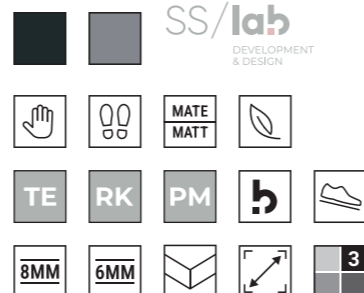 SS/lab
DEVELOPMENT
& DESIGN
MATE
MATT
TE RK PM b
8MM 6MM 3